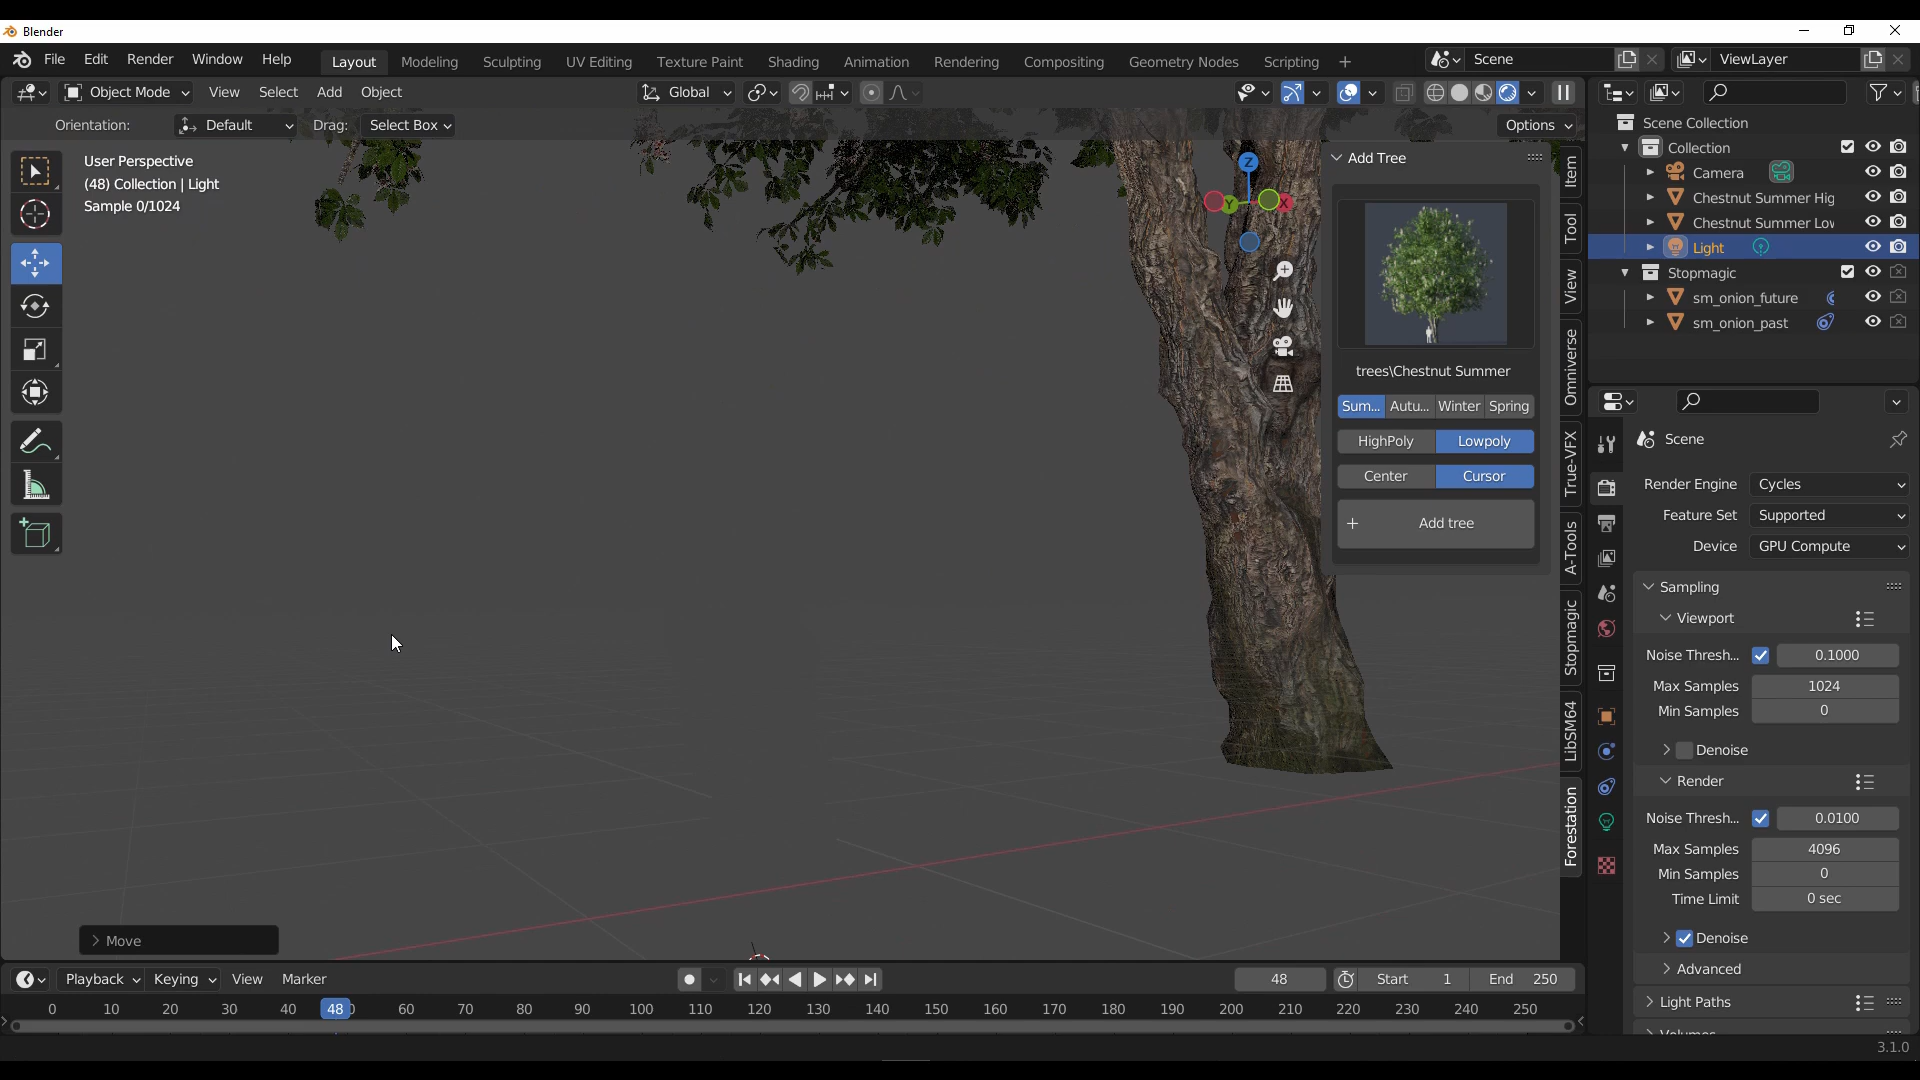 Blender
File Edit Render Window Help Layout Modeling Sculpting UV Editing Texture Paint Shading Animation Rendering Compositing Geometry Nodes Scripting + Scene ViewLayer
Object Mode View Select Add Object Global
Orientation: Default Drag: Select Box Options
User Perspective
(48) Collection | Light
Sample 0/1024
Z
Y
X
Add Tree
trees\Chestnut Summer
Sum... Autu... Winter Spring
HighPoly Lowpoly
Center Cursor
+ Add tree
Item
Tool
View
Omniverse
True-VFX
A-Tools
Stopmagic
LibSM64
Forestation
Scene Collection
Collection
Camera
Chestnut Summer Hig
Chestnut Summer Lov
Light
Stopmagic
sm_onion_future
sm_onion_past
Scene
Render Engine Cycles
Feature Set Supported
Device GPU Compute
Sampling
Viewport
Noise Thresh... 0.1000
Max Samples 1024
Min Samples 0
Denoise
Render
Noise Thresh... 0.0100
Max Samples 4096
Min Samples 0
Time Limit 0 sec
Denoise
Advanced
Light Paths
Move
Playback Keying View Marker 48 Start 1 End 250
0 10 20 30 40 48 60 70 80 90 100 110 120 130 140 150 160 170 180 190 200 210 220 230 240 250
3.1.0